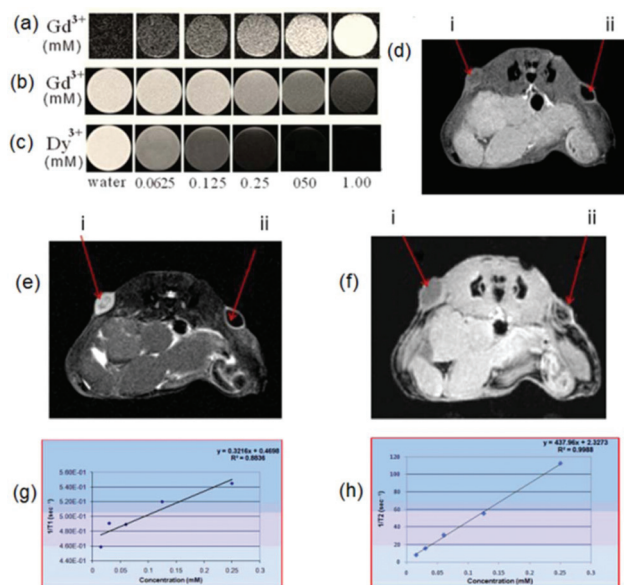 (a)
Gd3+
(mM)
(b)
Gd3+
(mM)
(c)
Dy3+
(mM)
water 0.0625 0.125 0.25 050 1.00
(d)
i ii
(e)
i ii
(f)
i ii
(g)
y = 0.3216x + 0.4698
R² = 0.8836
5.60E-01
5.40E-01
5.20E-01
5.00E-01
4.80E-01
4.60E-01
4.40E-01
1/T1 (sec⁻¹)
0 0.05 0.1 0.15 0.2 0.25 0.3
Concentration (mM)
(h)
y = 437.96x + 2.3273
R² = 0.9988
120
100
80
60
40
20
0
1/T2 (sec⁻¹)
0 0.05 0.1 0.15 0.2 0.25 0.3
Concentration (mM)